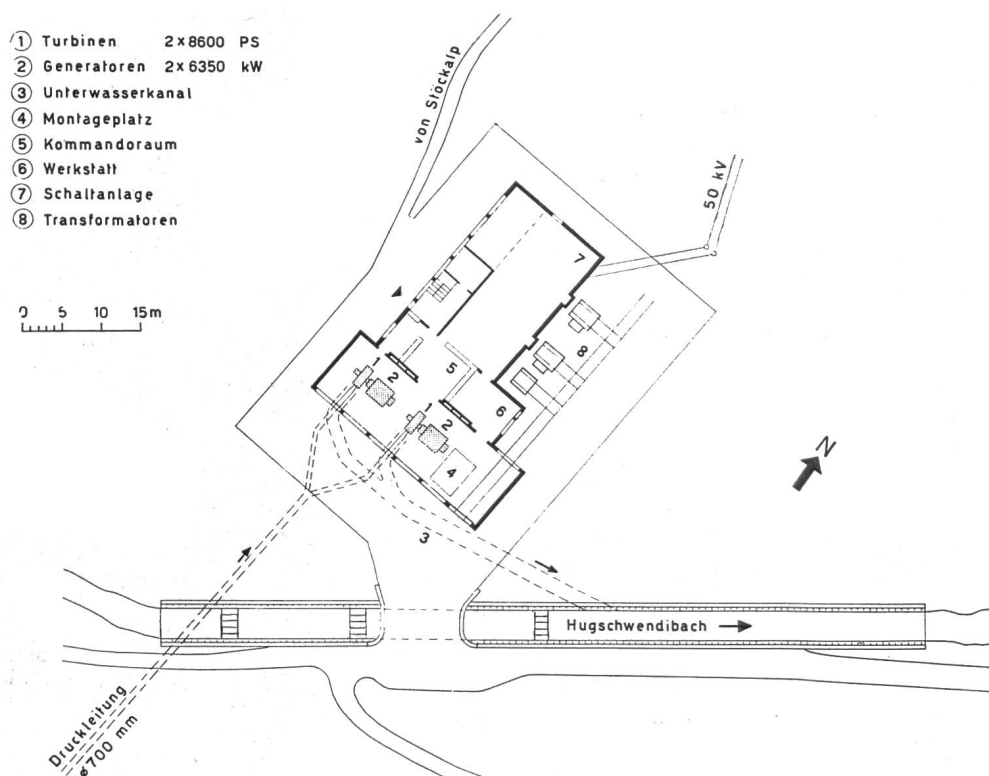 ① Turbinen 2×8600 PS
② Generatoren 2×6350 kW
③ Unterwasserkanal
④ Montageplatz
⑤ Kommandoraum
⑥ Werkstatt
⑦ Schaltanlage
⑧ Transformatoren
0 5 10 15m
von Stöckalp
50 kV
7
8
1
2
5
1
2
6
4
3
N
Hugschwendibach
Druckleitung
ø700 mm